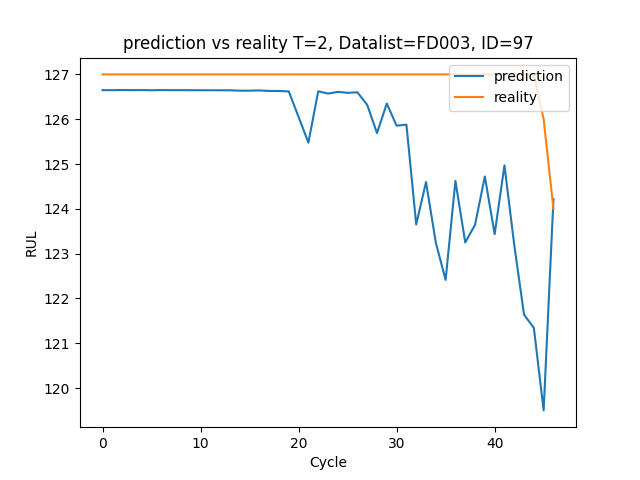 prediction vs reality T=2, Datalist=FD003, ID=97
127
126
125
124
123
122
121
120
RUL
prediction
reality
0 10 20 30 40
Cycle